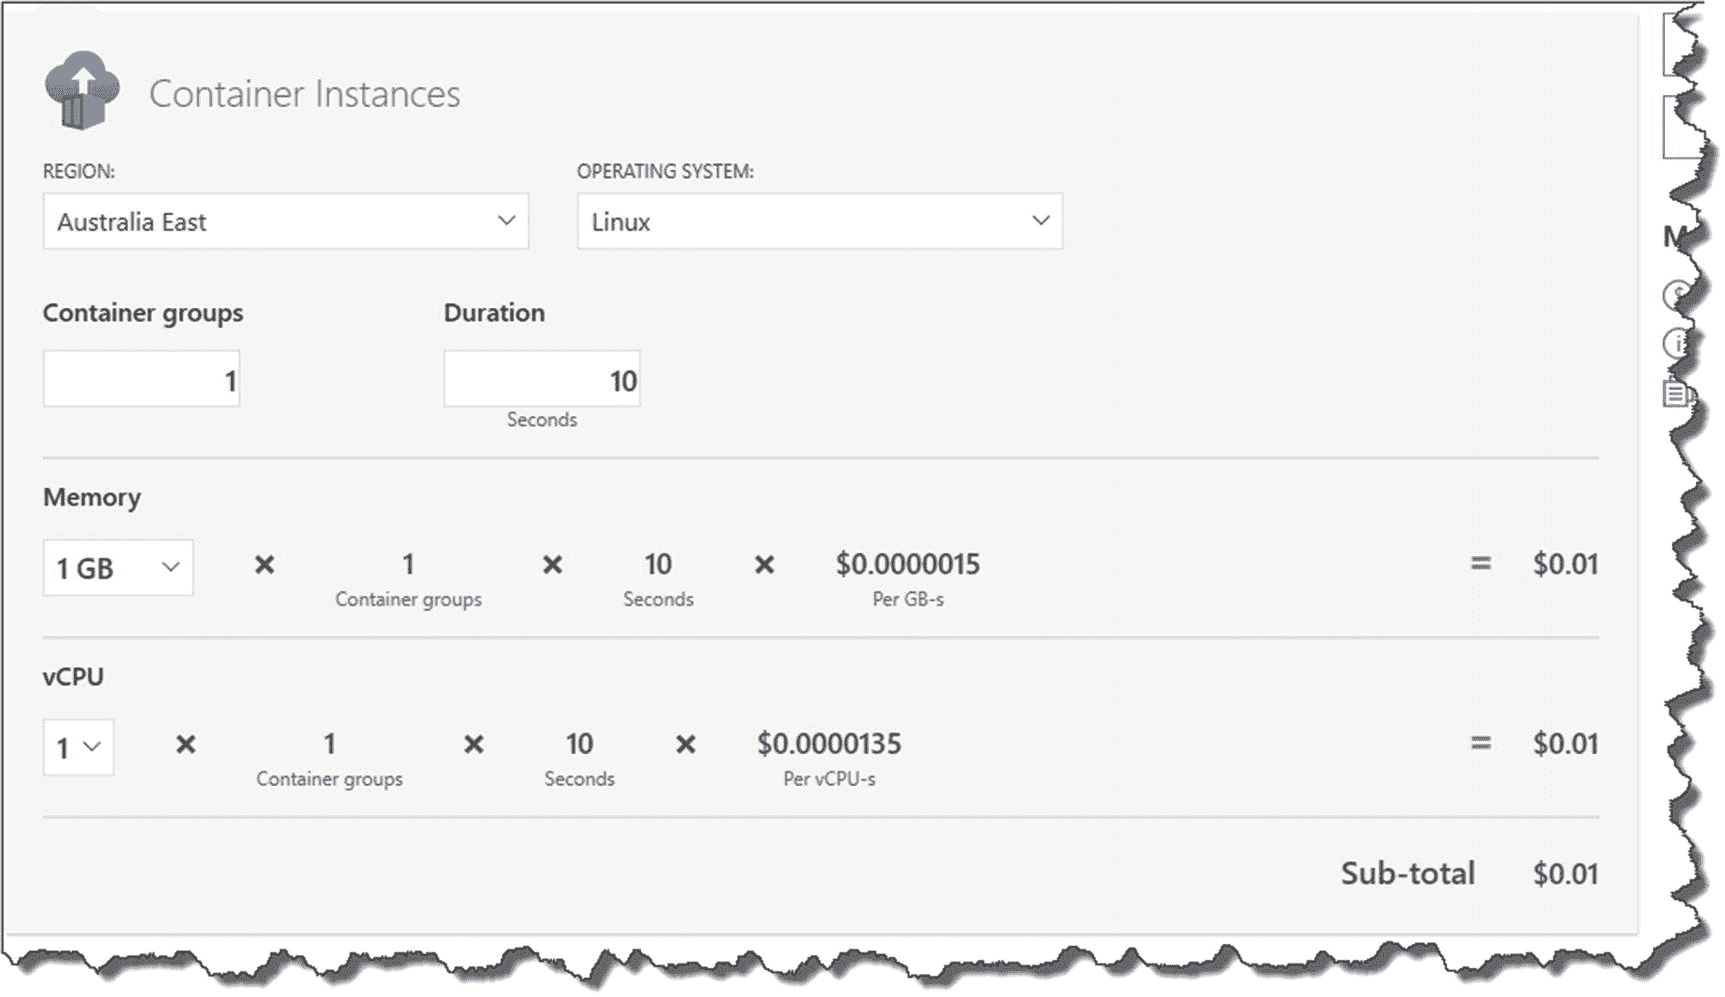 Container Instances
REGION: OPERATING SYSTEM:
Australia East Linux
Container groups Duration
1 10
Seconds
Memory
1 GB × 1 × 10 × $0.0000015 = $0.01
Container groups Seconds Per GB-s
vCPU
1 × 1 × 10 × $0.0000135 = $0.01
Container groups Seconds Per vCPU-s
Sub-total $0.01